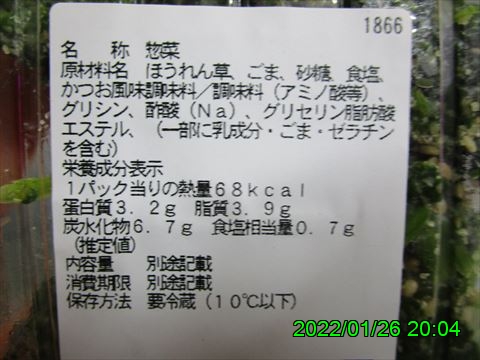 1866
名　称　惣菜
原材料名　ほうれん草、ごま、砂糖、食塩、
かつお風味調味料／調味料（アミノ酸等）、
グリシン、酢酸（Ｎａ）、グリセリン脂肪酸
エステル、（一部に乳成分・ごま・ゼラチン
を含む）
栄養成分表示
１パック当りの熱量６８ｋｃａｌ
蛋白質３．２ｇ　脂質３．９ｇ
炭水化物６．７ｇ　食塩相当量０．７ｇ
（推定値）
内容量　　別途記載
消費期限　別途記載
保存方法　要冷蔵（１０℃以下）
2022/01/26 20:04